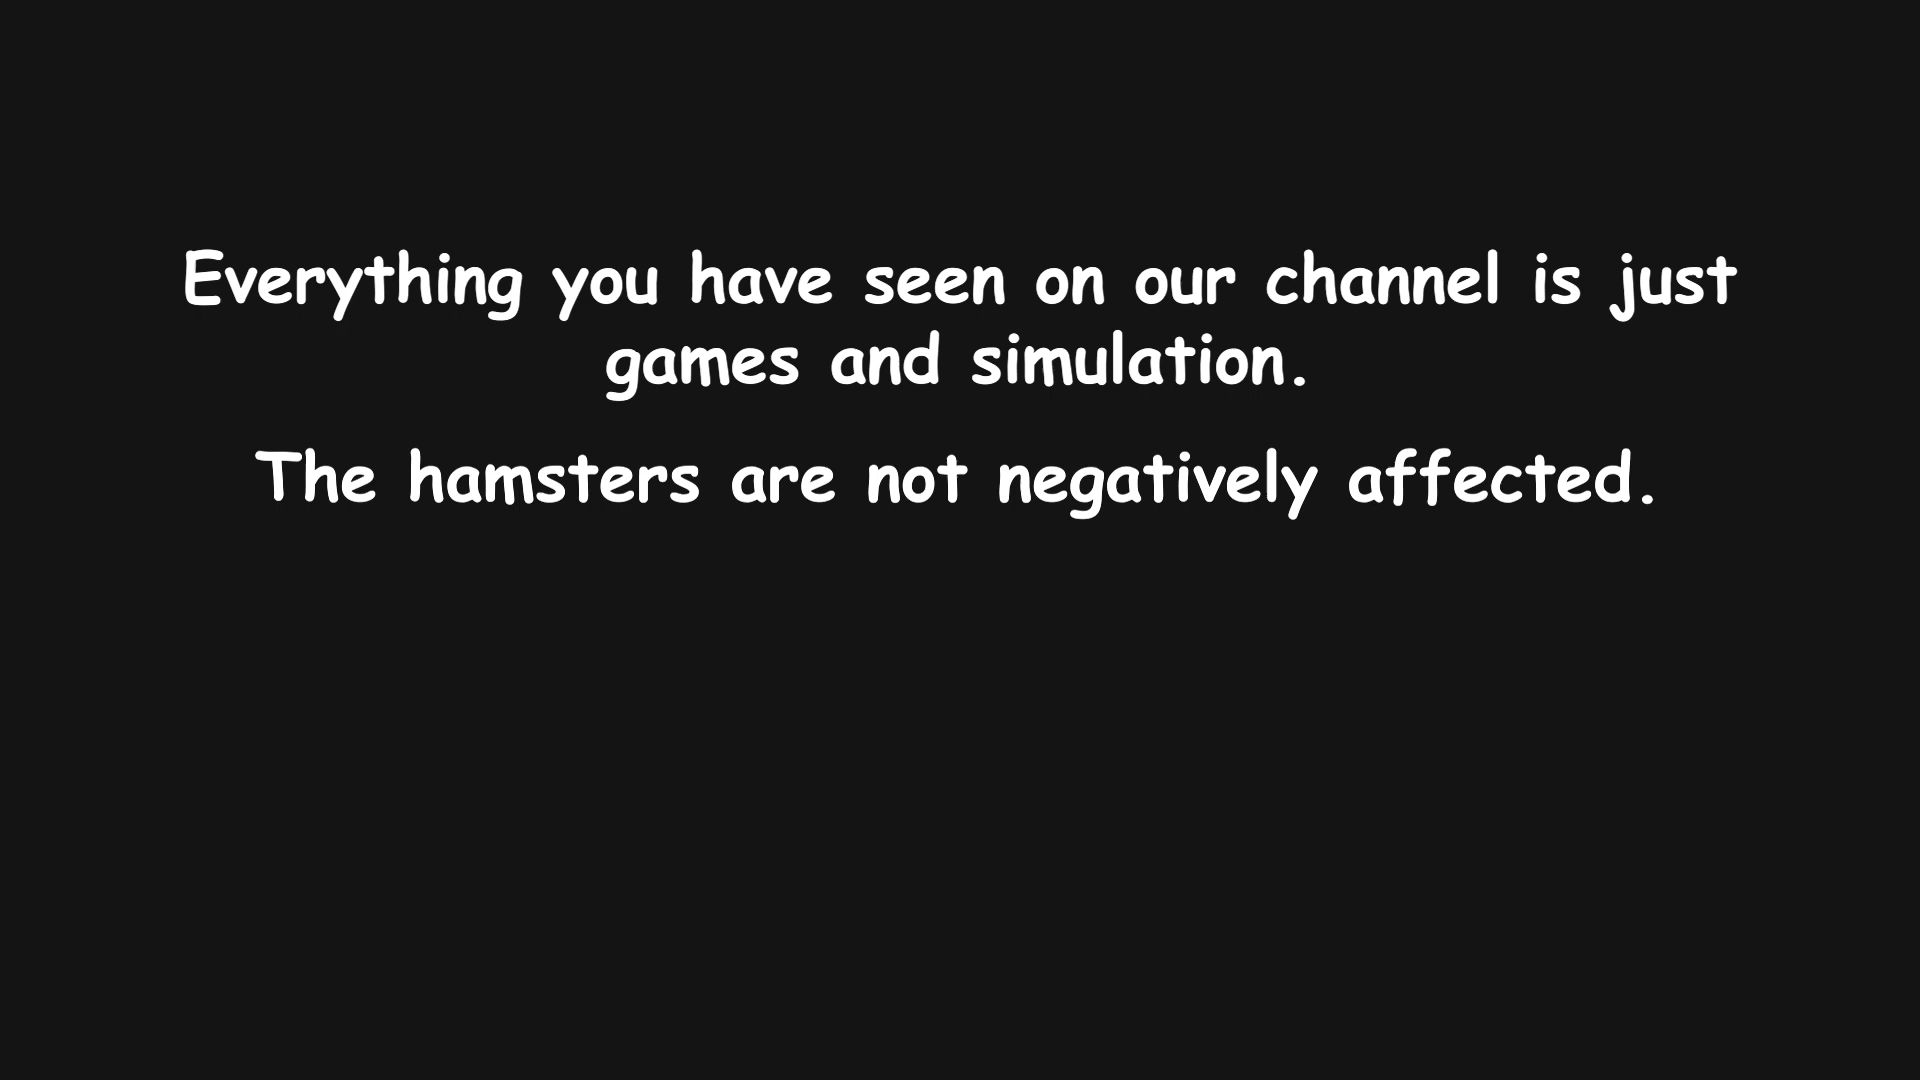 Everything you have seen on our channel is just
games and simulation.
The hamsters are not negatively affected.